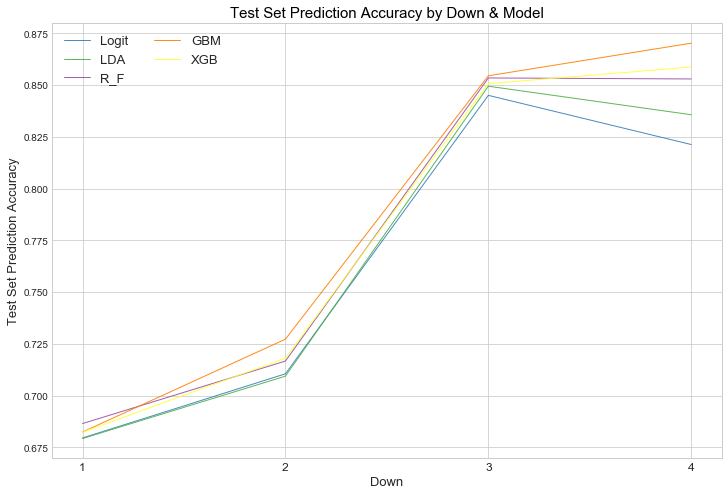 Test Set Prediction Accuracy by Down & Model
Logit
LDA
R_F
GBM
XGB
0.875
0.850
0.825
0.800
0.775
0.750
0.725
0.700
0.675
Test Set Prediction Accuracy
1 2 3 4
Down